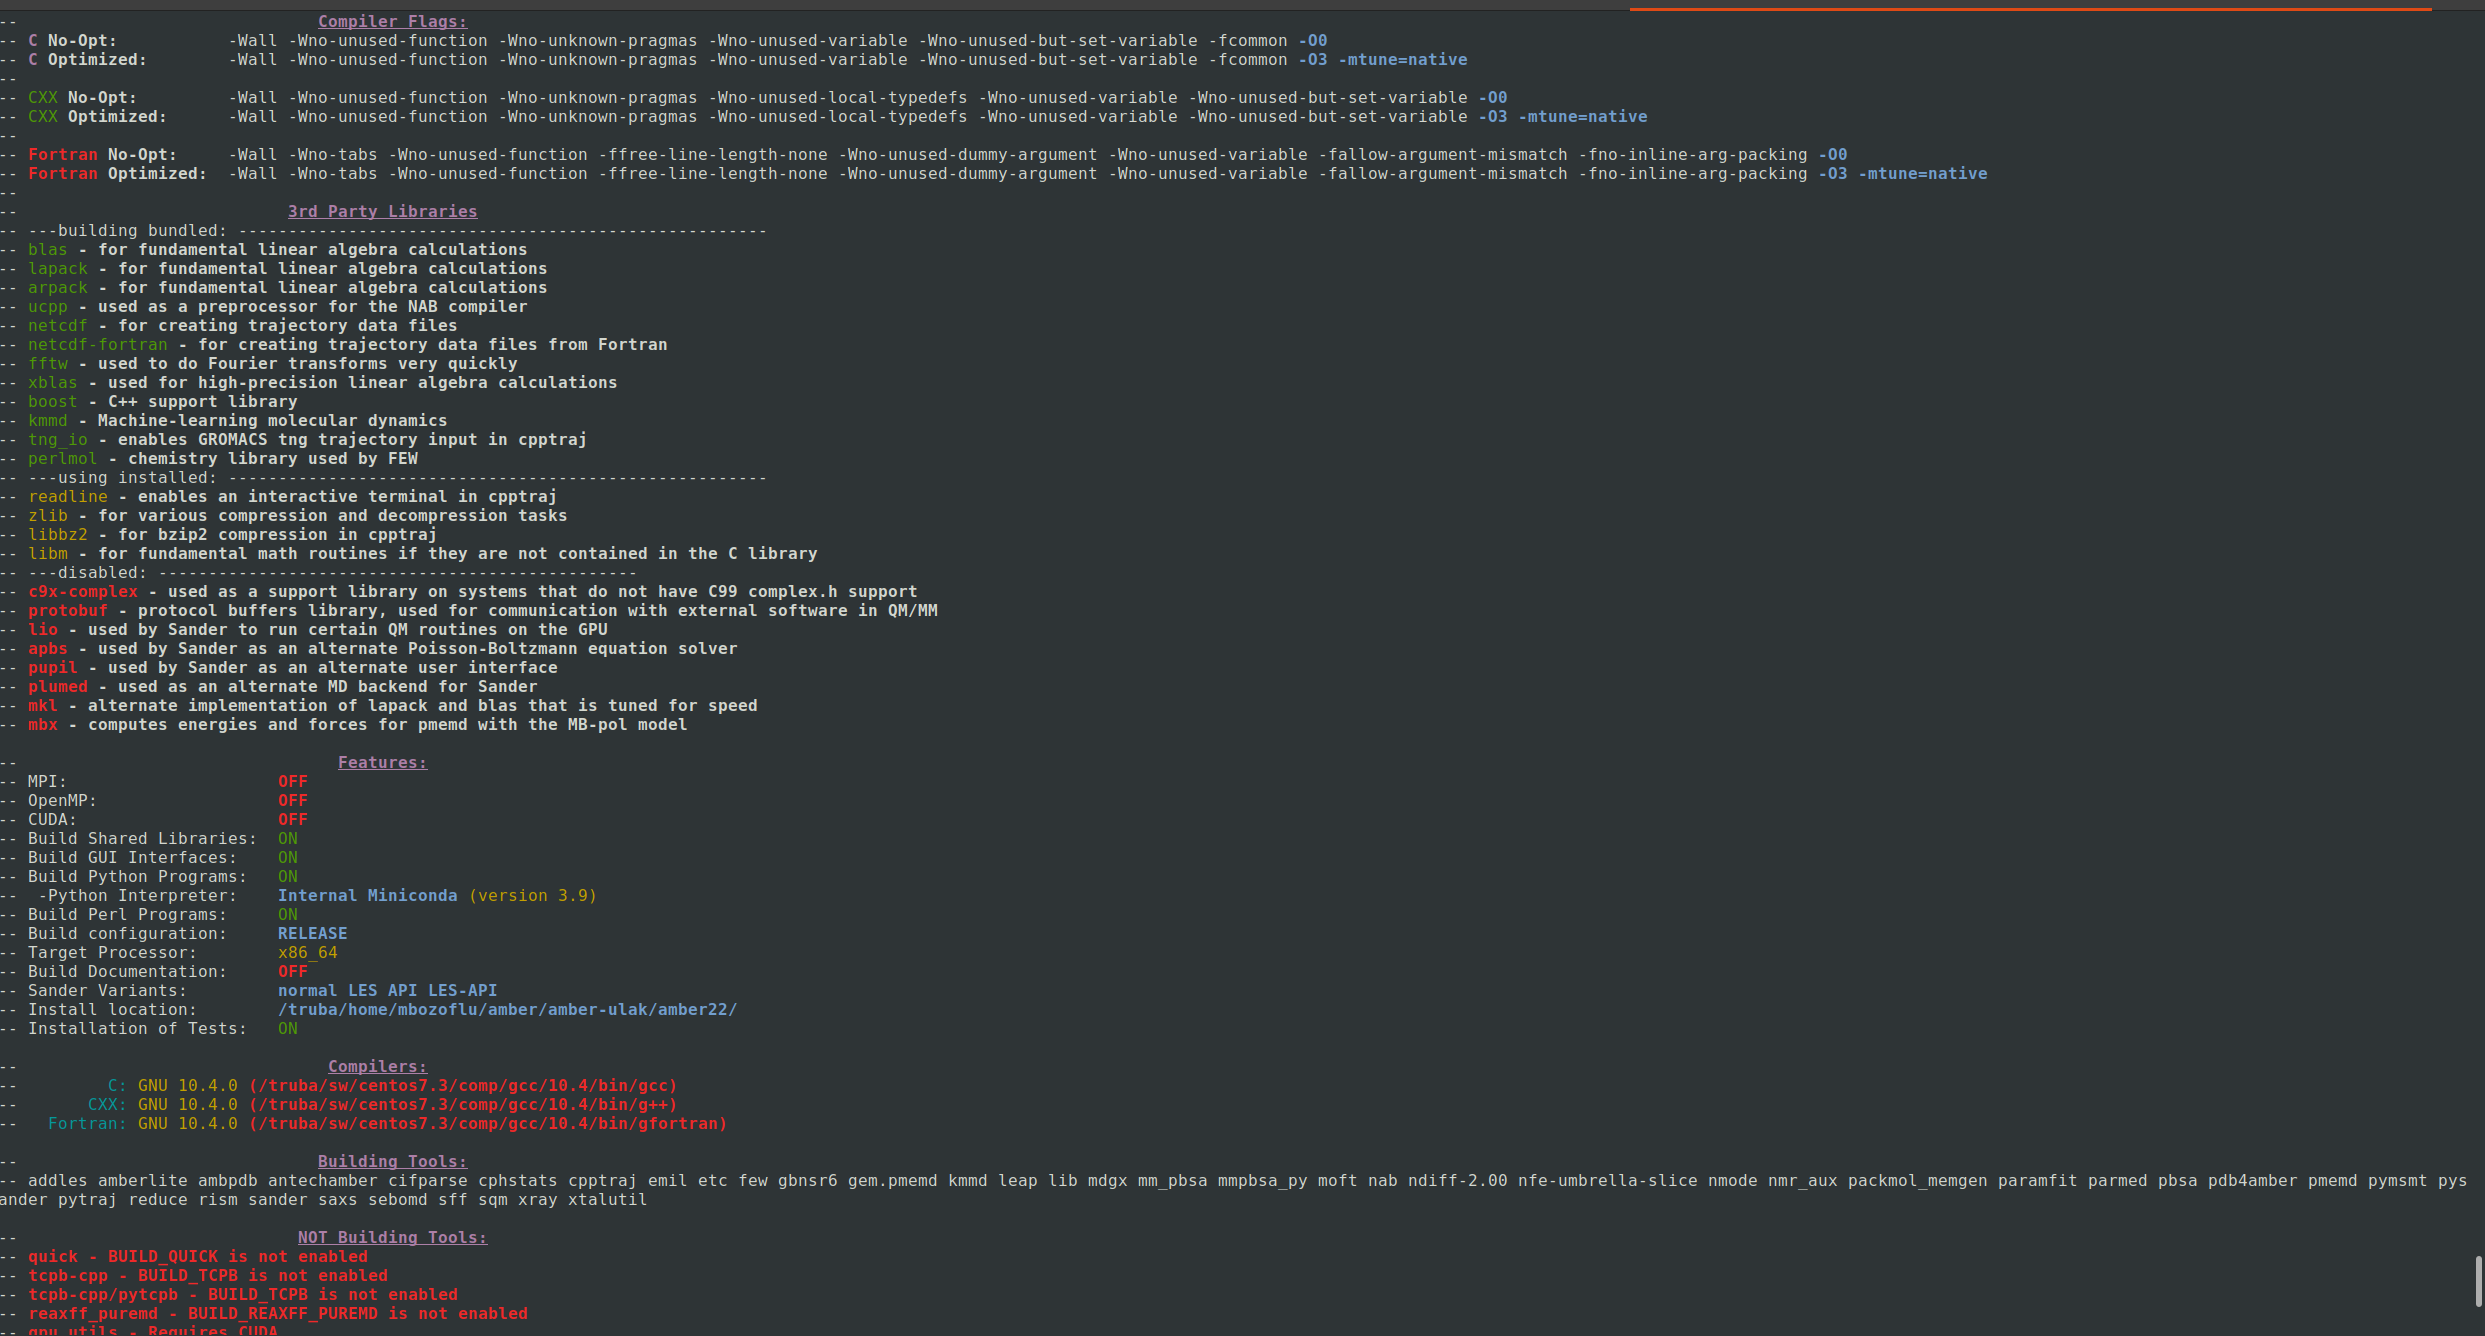 -- Compiler Flags:
-- C No-Opt: -Wall -Wno-unused-function -Wno-unknown-pragmas -Wno-unused-variable -Wno-unused-but-set-variable -fcommon -O0
-- C Optimized: -Wall -Wno-unused-function -Wno-unknown-pragmas -Wno-unused-variable -Wno-unused-but-set-variable -fcommon -O3 -mtune=native
--
-- CXX No-Opt: -Wall -Wno-unused-function -Wno-unknown-pragmas -Wno-unused-local-typedefs -Wno-unused-variable -Wno-unused-but-set-variable -O0
-- CXX Optimized: -Wall -Wno-unused-function -Wno-unknown-pragmas -Wno-unused-local-typedefs -Wno-unused-variable -Wno-unused-but-set-variable -O3 -mtune=native
--
-- Fortran No-Opt: -Wall -Wno-tabs -Wno-unused-function -ffree-line-length-none -Wno-unused-dummy-argument -Wno-unused-variable -fallow-argument-mismatch -fno-inline-arg-packing -O0
-- Fortran Optimized: -Wall -Wno-tabs -Wno-unused-function -ffree-line-length-none -Wno-unused-dummy-argument -Wno-unused-variable -fallow-argument-mismatch -fno-inline-arg-packing -O3 -mtune=native
--
-- 3rd Party Libraries
-- ---building bundled: -----------------------------------------------------
-- blas - for fundamental linear algebra calculations
-- lapack - for fundamental linear algebra calculations
-- arpack - for fundamental linear algebra calculations
-- ucpp - used as a preprocessor for the NAB compiler
-- netcdf - for creating trajectory data files
-- netcdf-fortran - for creating trajectory data files from Fortran
-- fftw - used to do Fourier transforms very quickly
-- xblas - used for high-precision linear algebra calculations
-- boost - C++ support library
-- kmmd - Machine-learning molecular dynamics
-- tng_io - enables GROMACS tng trajectory input in cpptraj
-- perlmol - chemistry library used by FEW
-- ---using installed: ------------------------------------------------------
-- readline - enables an interactive terminal in cpptraj
-- zlib - for various compression and decompression tasks
-- libbz2 - for bzip2 compression in cpptraj
-- libm - for fundamental math routines if they are not contained in the C library
-- ---disabled: ------------------------------------------------
-- c9x-complex - used as a support library on systems that do not have C99 complex.h support
-- protobuf - protocol buffers library, used for communication with external software in QM/MM
-- lio - used by Sander to run certain QM routines on the GPU
-- apbs - used by Sander as an alternate Poisson-Boltzmann equation solver
-- pupil - used by Sander as an alternate user interface
-- plumed - used as an alternate MD backend for Sander
-- mkl - alternate implementation of lapack and blas that is tuned for speed
-- mbx - computes energies and forces for pmemd with the MB-pol model
-- Features:
-- MPI: OFF
-- OpenMP: OFF
-- CUDA: OFF
-- Build Shared Libraries: ON
-- Build GUI Interfaces: ON
-- Build Python Programs: ON
-- -Python Interpreter: Internal Miniconda (version 3.9)
-- Build Perl Programs: ON
-- Build configuration: RELEASE
-- Target Processor: x86_64
-- Build Documentation: OFF
-- Sander Variants: normal LES API LES-API
-- Install location: /truba/home/mbozoflu/amber/amber-ulak/amber22/
-- Installation of Tests: ON
-- Compilers:
-- C: GNU 10.4.0 (/truba/sw/centos7.3/comp/gcc/10.4/bin/gcc)
-- CXX: GNU 10.4.0 (/truba/sw/centos7.3/comp/gcc/10.4/bin/g++)
-- Fortran: GNU 10.4.0 (/truba/sw/centos7.3/comp/gcc/10.4/bin/gfortran)
-- Building Tools:
-- addles amberlite ambpdb antechamber cifparse cphstats cpptraj emil etc few gbnsr6 gem.pmemd kmmd leap lib mdgx mm_pbsa mmpbsa_py moft nab ndiff-2.00 nfe-umbrella-slice nmode nmr_aux packmol_memgen paramfit parmed pbsa pdb4amber pmemd pymsmt pys
ander pytraj reduce rism sander saxs sebomd sff sqm xray xtalutil
-- NOT Building Tools:
-- quick - BUILD_QUICK is not enabled
-- tcpb-cpp - BUILD_TCPB is not enabled
-- tcpb-cpp/pytcpb - BUILD_TCPB is not enabled
-- reaxff_puremd - BUILD_REAXFF_PUREMD is not enabled
-- gpu_utils - Requires CUDA